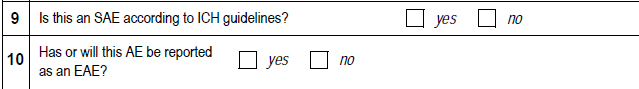 9 Is this an SAE according to ICH guidelines? yes no
10 Has or will this AE be reported
as an EAE? yes no